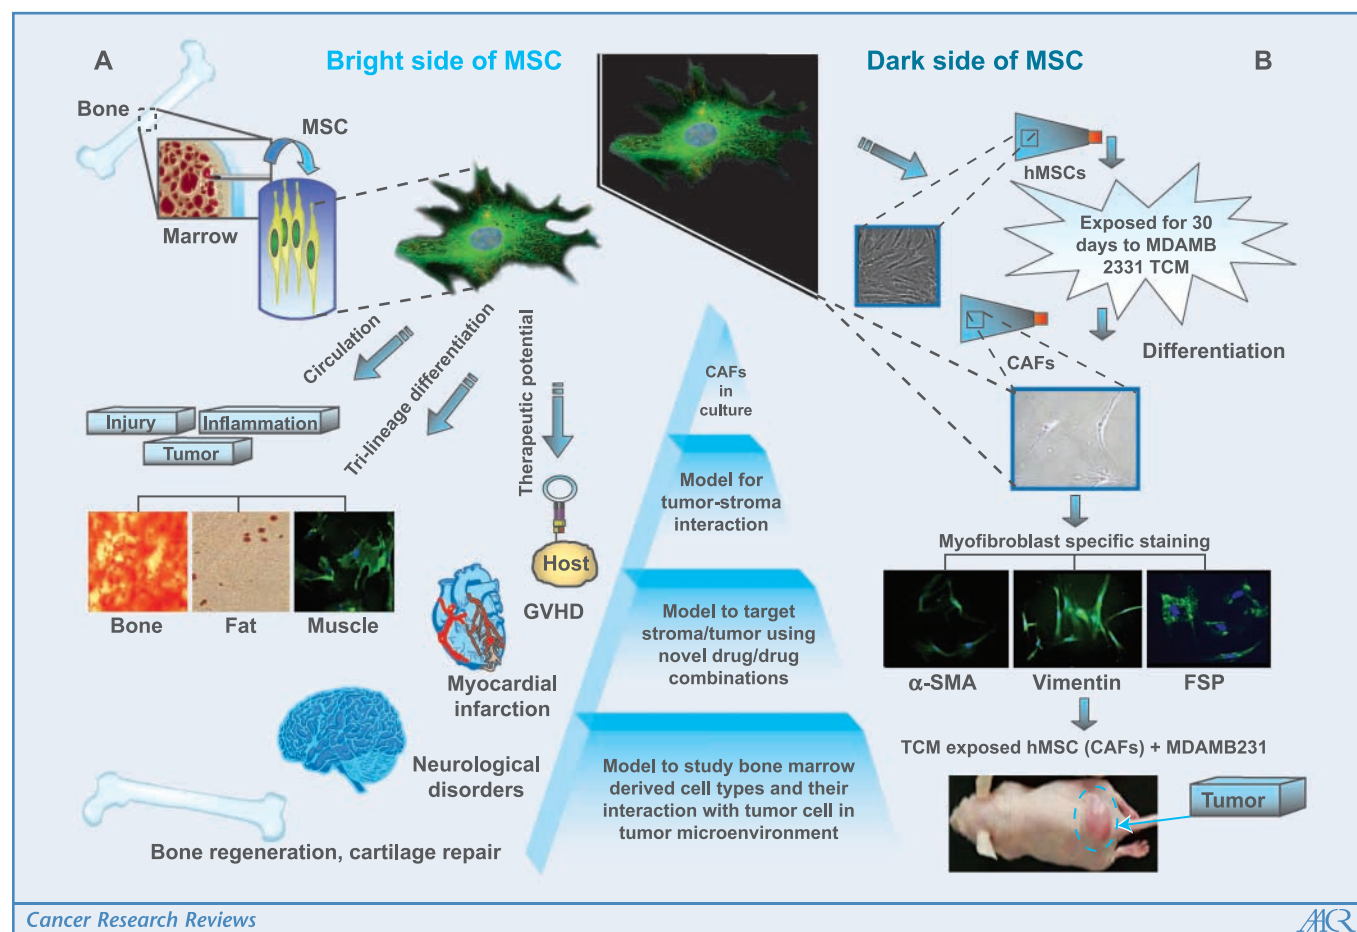 A
Bright side of MSC
Bone
MSC
Marrow
Circulation
Tri-lineage differentiation
Therapeutic potential
Injury
Inflammation
Tumor
Bone
Fat
Muscle
Host
GVHD
Myocardial
infarction
Neurological
disorders
Bone regeneration, cartilage repair
CAFs
in
culture
Model for
tumor-stroma
interaction
Model to target
stroma/tumor using
novel drug/drug
combinations
Model to study bone marrow
derived cell types and their
interaction with tumor cell in
tumor microenvironment
Dark side of MSC
B
hMSCs
Exposed for 30
days to MDAMB
2331 TCM
CAFs
Differentiation
Myofibroblast specific staining
α-SMA
Vimentin
FSP
TCM exposed hMSC (CAFs) + MDAMB231
Tumor
Cancer Research Reviews
AACR